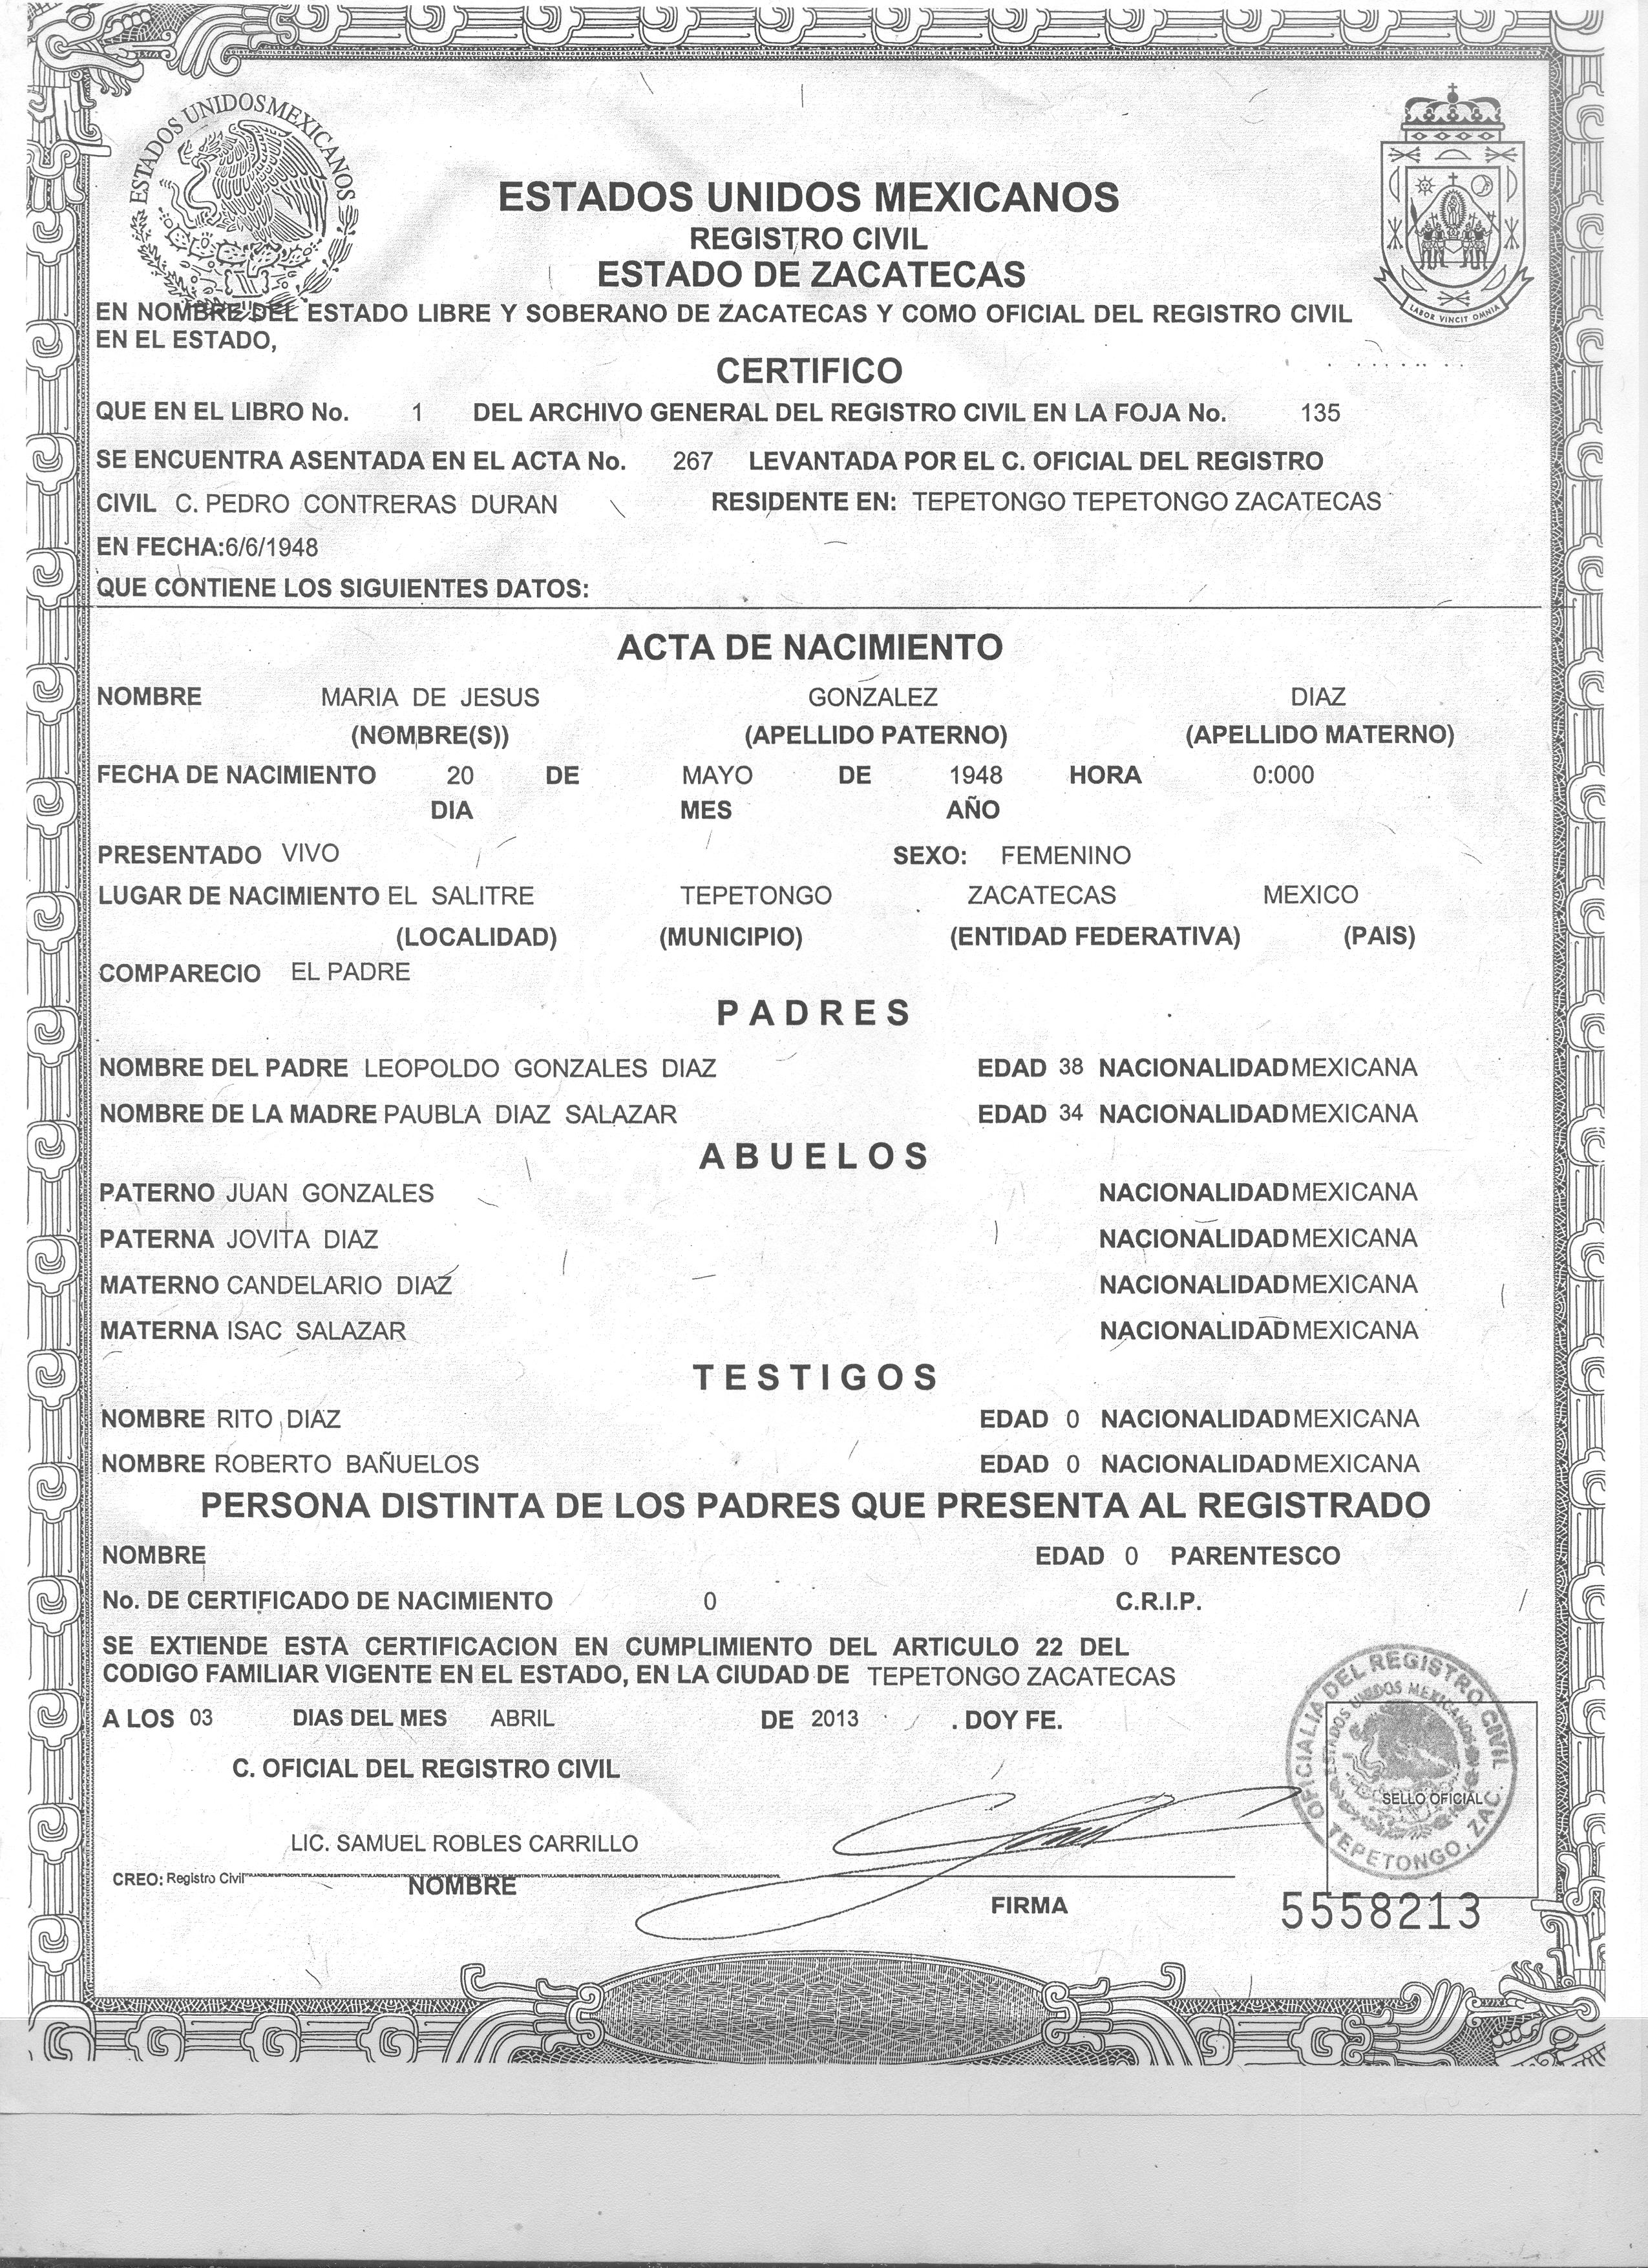 ESTADOS UNIDOS MEXICANOS
ESTADOS UNIDOS MEXICANOS
REGISTRO CIVIL
ESTADO DE ZACATECAS
LABOR VINCIT OMNIA
EN NOMBRE DEL ESTADO LIBRE Y SOBERANO DE ZACATECAS Y COMO OFICIAL DEL REGISTRO CIVIL
EN EL ESTADO,
CERTIFICO
QUE EN EL LIBRO No. 1 DEL ARCHIVO GENERAL DEL REGISTRO CIVIL EN LA FOJA No. 135
SE ENCUENTRA ASENTADA EN EL ACTA No. 267 LEVANTADA POR EL C. OFICIAL DEL REGISTRO
CIVIL C. PEDRO CONTRERAS DURAN RESIDENTE EN: TEPETONGO TEPETONGO ZACATECAS
EN FECHA:6/6/1948
QUE CONTIENE LOS SIGUIENTES DATOS:
ACTA DE NACIMIENTO
NOMBRE MARIA DE JESUS GONZALEZ DIAZ
(NOMBRE(S)) (APELLIDO PATERNO) (APELLIDO MATERNO)
FECHA DE NACIMIENTO 20 DE MAYO DE 1948 HORA 0:000
DIA MES AÑO
PRESENTADO VIVO SEXO: FEMENINO
LUGAR DE NACIMIENTO EL SALITRE TEPETONGO ZACATECAS MEXICO
(LOCALIDAD) (MUNICIPIO) (ENTIDAD FEDERATIVA) (PAIS)
COMPARECIO EL PADRE
PADRES
NOMBRE DEL PADRE LEOPOLDO GONZALES DIAZ EDAD 38 NACIONALIDAD MEXICANA
NOMBRE DE LA MADRE PAUBLA DIAZ SALAZAR EDAD 34 NACIONALIDAD MEXICANA
ABUELOS
PATERNO JUAN GONZALES NACIONALIDAD MEXICANA
PATERNA JOVITA DIAZ NACIONALIDAD MEXICANA
MATERNO CANDELARIO DIAZ NACIONALIDAD MEXICANA
MATERNA ISAC SALAZAR NACIONALIDAD MEXICANA
TESTIGOS
NOMBRE RITO DIAZ EDAD 0 NACIONALIDAD MEXICANA
NOMBRE ROBERTO BAÑUELOS EDAD 0 NACIONALIDAD MEXICANA
PERSONA DISTINTA DE LOS PADRES QUE PRESENTA AL REGISTRADO
NOMBRE EDAD 0 PARENTESCO
No. DE CERTIFICADO DE NACIMIENTO 0 C.R.I.P.
SE EXTIENDE ESTA CERTIFICACION EN CUMPLIMIENTO DEL ARTICULO 22 DEL
CODIGO FAMILIAR VIGENTE EN EL ESTADO, EN LA CIUDAD DE TEPETONGO ZACATECAS
A LOS 03 DIAS DEL MES ABRIL DE 2013 . DOY FE.
C. OFICIAL DEL REGISTRO CIVIL
OFICIALIA DEL REGISTRO CIVIL
ESTADOS UNIDOS MEXICANOS
SELLO OFICIAL
TEPETONGO, ZAC.
LIC. SAMUEL ROBLES CARRILLO
CREO: Registro Civil
NOMBRE
FIRMA
5558213